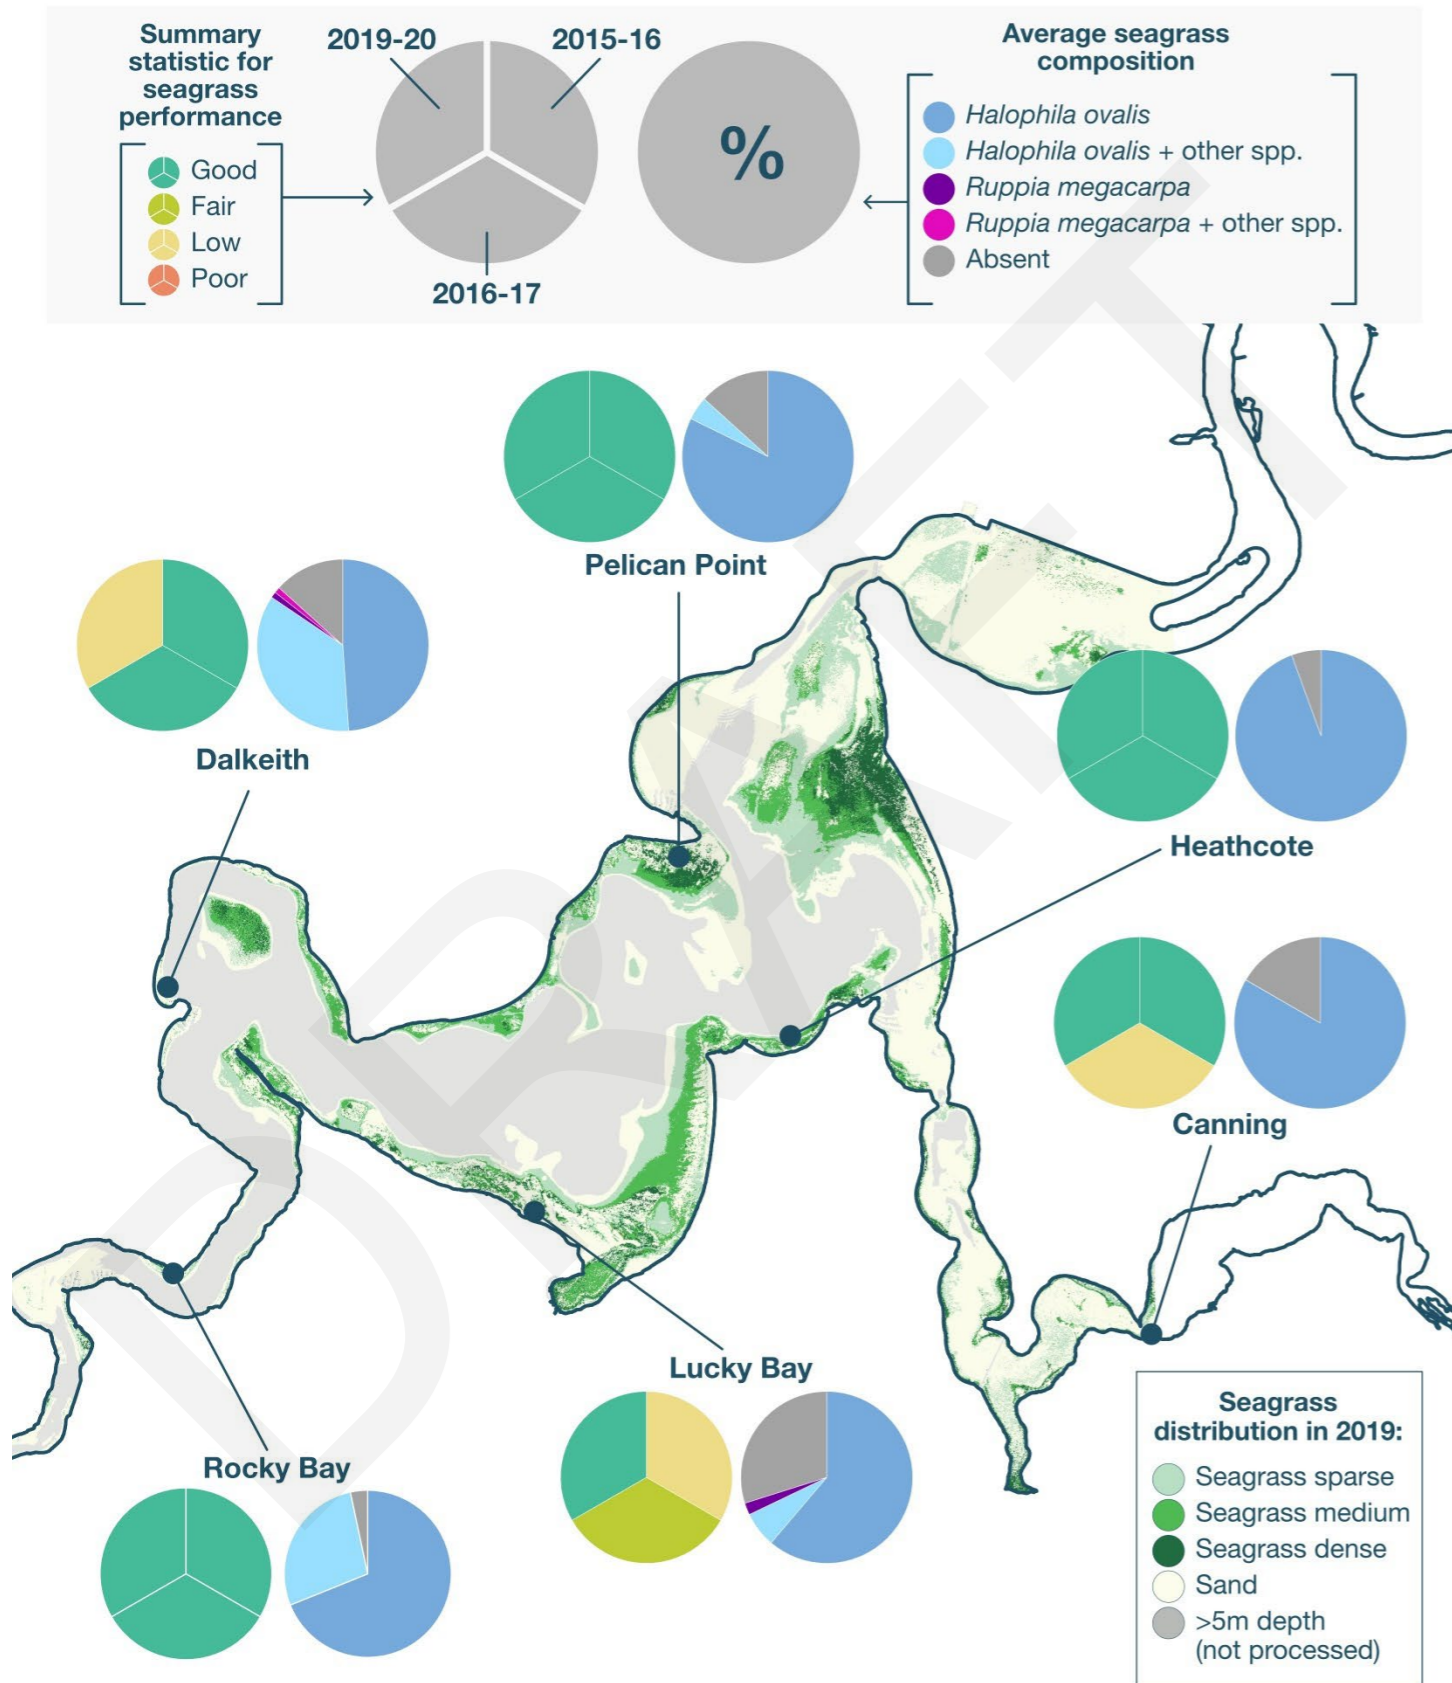 Summary
statistic for
seagrass
performance
Good
Fair
Low
Poor
2019-20
2015-16
2016-17
%
Average seagrass
composition
Halophila ovalis
Halophila ovalis + other spp.
Ruppia megacarpa
Ruppia megacarpa + other spp.
Absent
Pelican Point
Dalkeith
Heathcote
Canning
Lucky Bay
Rocky Bay
Seagrass
distribution in 2019:
Seagrass sparse
Seagrass medium
Seagrass dense
Sand
>5m depth
(not processed)
DRAFT